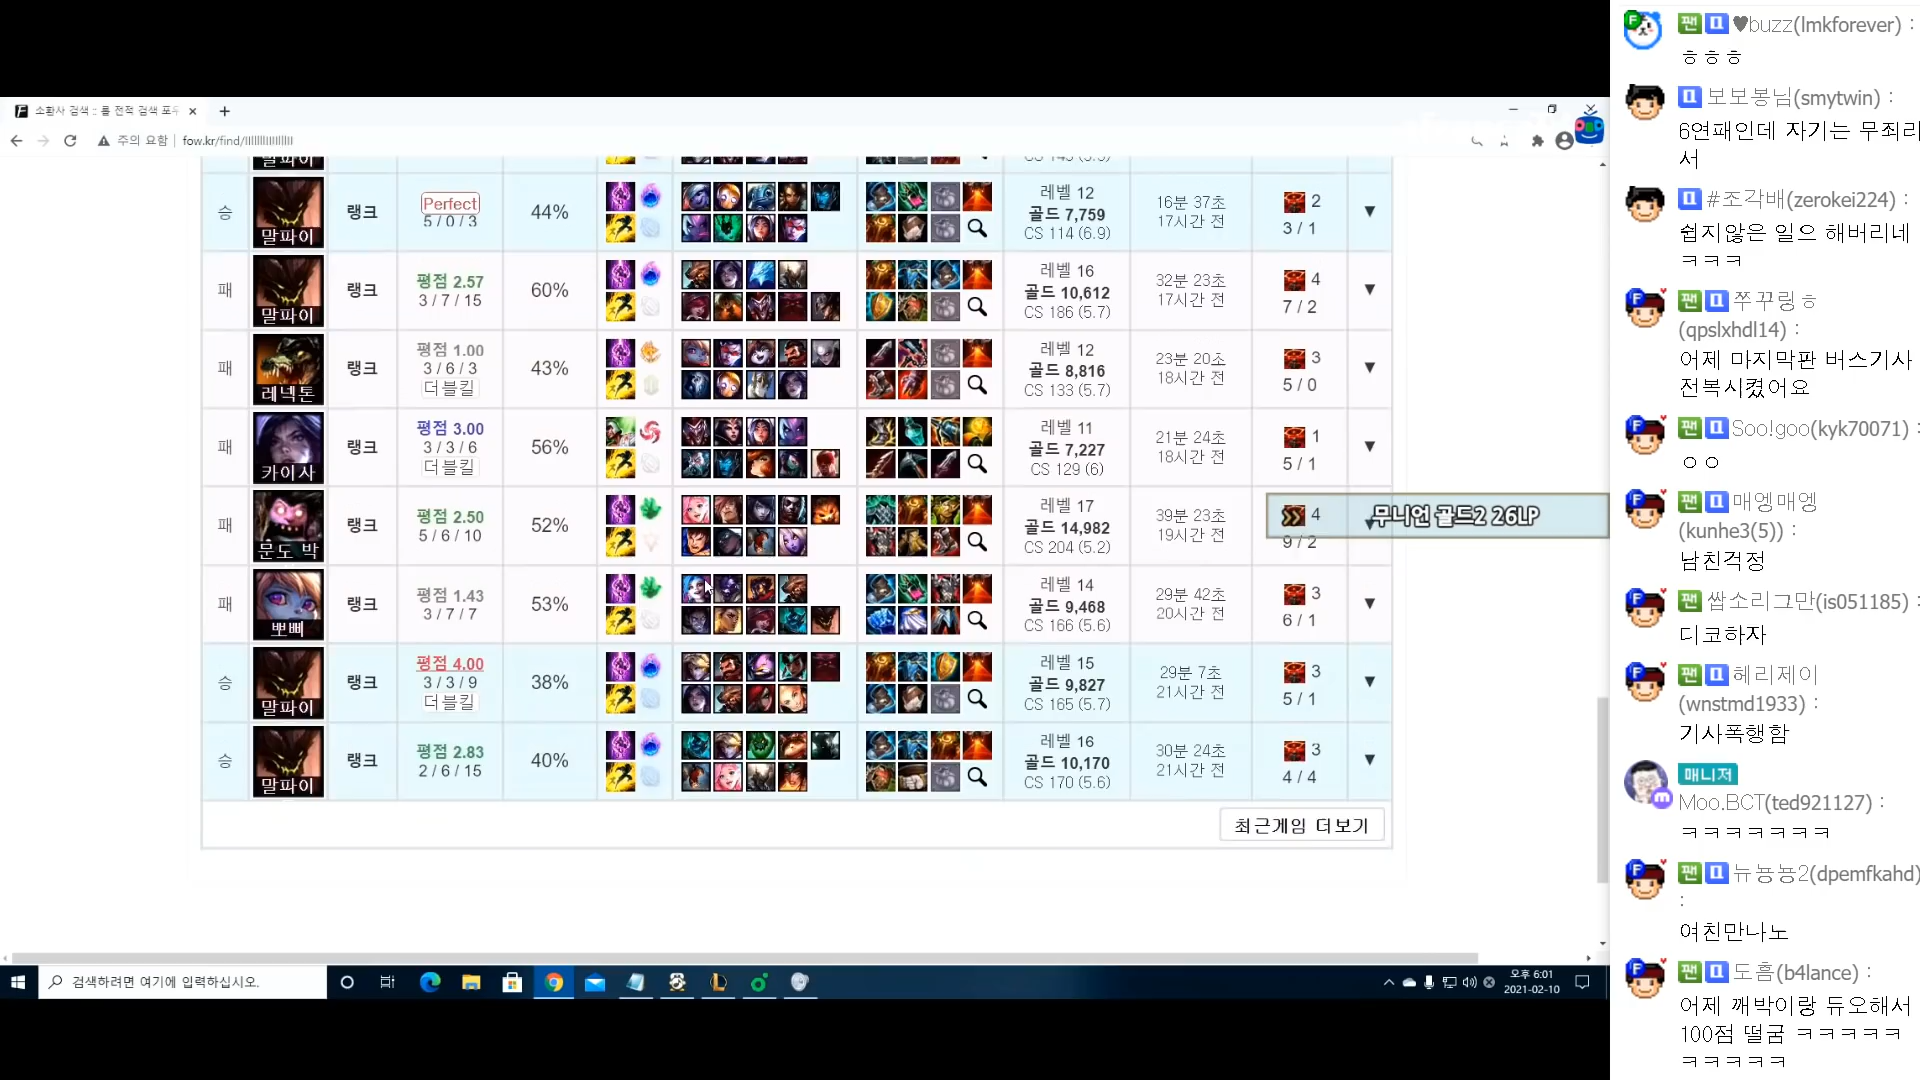 소환사 검색 :: 롤 전적 검색 포우
주의 요함
fow.kr/find/
승
말파이
랭크
Perfect
5 / 0 / 3
44%
레벨 12
골드 7,759
CS 114 (6.9)
16분 37초
17시간 전
2
3 / 1
패
말파이
랭크
평점 2.57
3 / 7 / 15
60%
레벨 16
골드 10,612
CS 186 (5.7)
32분 23초
17시간 전
4
7 / 2
패
레넥톤
랭크
평점 1.00
3 / 6 / 3
더블킬
43%
레벨 12
골드 8,816
CS 133 (5.7)
23분 20초
18시간 전
3
5 / 0
패
카이사
랭크
평점 3.00
3 / 3 / 6
더블킬
56%
레벨 11
골드 7,227
CS 129 (6)
21분 24초
18시간 전
1
5 / 1
패
문도 박
랭크
평점 2.50
5 / 6 / 10
52%
레벨 17
골드 14,982
CS 204 (5.2)
39분 23초
19시간 전
4
9 / 2
무니언 골드2 26LP
패
뽀삐
랭크
평점 1.43
3 / 7 / 7
53%
레벨 14
골드 9,468
CS 166 (5.6)
29분 42초
20시간 전
3
6 / 1
승
말파이
랭크
평점 4.00
3 / 3 / 9
더블킬
38%
레벨 15
골드 9,827
CS 165 (5.7)
29분 7초
21시간 전
3
5 / 1
승
말파이
랭크
평점 2.83
2 / 6 / 15
40%
레벨 16
골드 10,170
CS 170 (5.6)
30분 24초
21시간 전
3
4 / 4
최근게임 더보기
검색하려면 여기에 입력하십시오.
오후 6:01
2021-02-10
팬 ♥buzz(lmkforever) :
ㅎㅎㅎ
보보봉님(smytwin) :
6연패인데 자기는 무죄리
서
#조각배(zerokei224) :
쉽지않은 일으 해버리네
ㅋㅋㅋ
팬 쭈꾸링ㅎ
(qpslxhdl14) :
어제 마지막판 버스기사
전복시켰어요
팬 Soo!goo(kyk70071) :
ㅇㅇ
팬 매엥매엥
(kunhe3(5)) :
남친걱정
팬 쌉소리그만(is051185) :
디코하자
팬 헤리제이
(wnstmd1933) :
기사폭행함
매니저
Moo.BCT(ted921127) :
ㅋㅋㅋㅋㅋㅋㅋ
팬 뉴뇽뇽2(dpemfkahd)
:
여친만나노
팬 도흠(b4lance) :
어제 깨박이랑 듀오해서
100점 떨굼 ㅋㅋㅋㅋㅋ
ㅋㅋㅋㅋㅋ